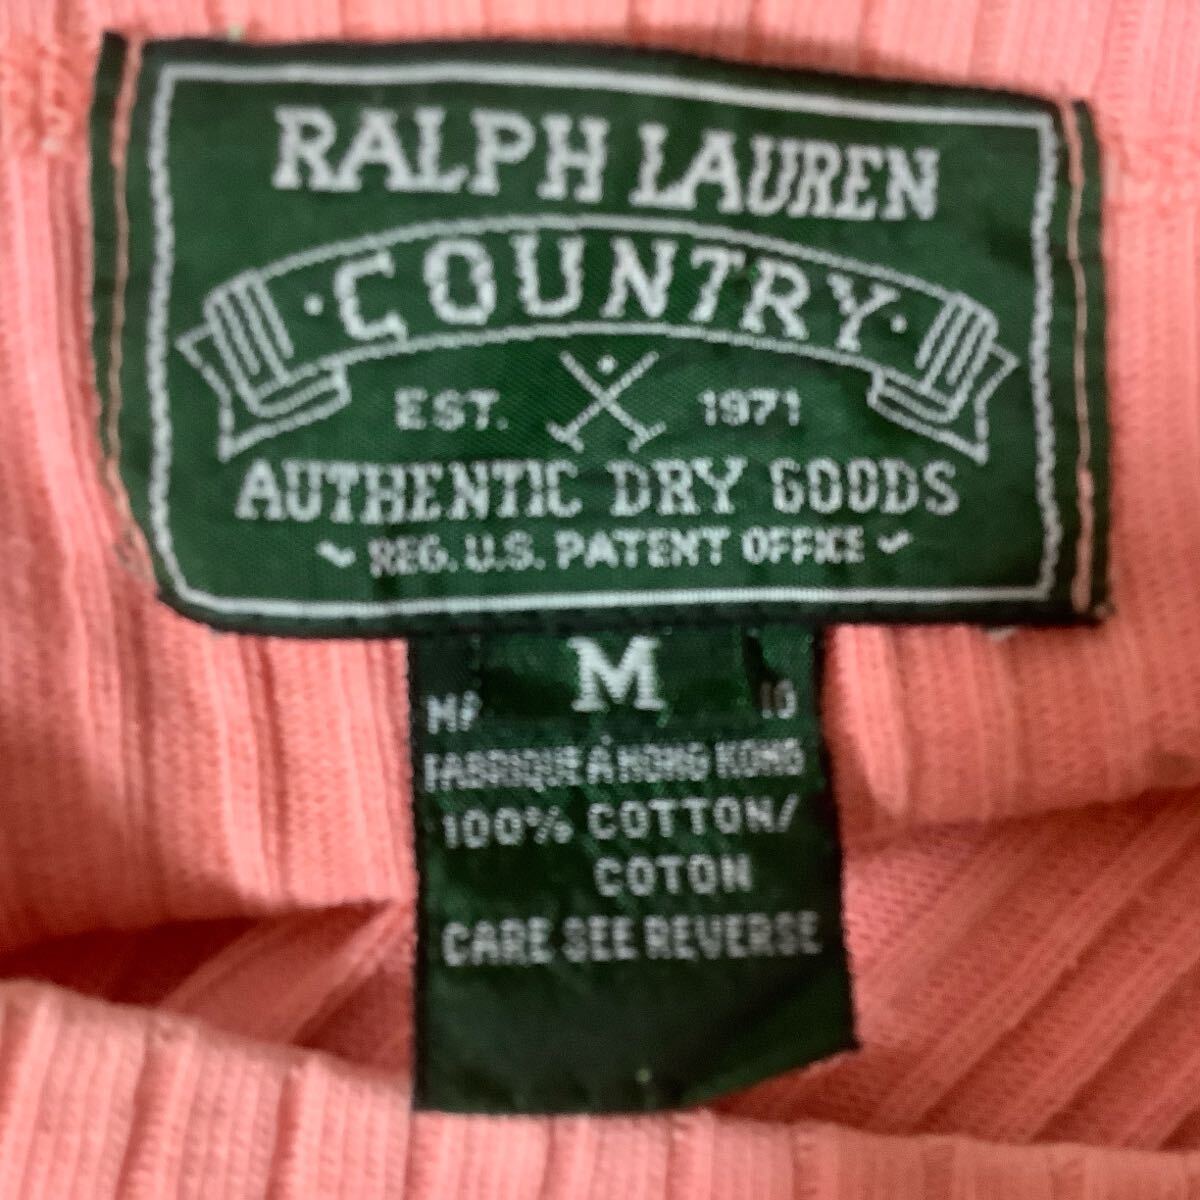 RALPH LAUREN
· COUNTRY ·
EST. 1971
AUTHENTIC DRY GOODS
REG. U.S. PATENT OFFICE
M
FABRIQUE À HONG KONG
100% COTTON/
COTON
CARE SEE REVERSE